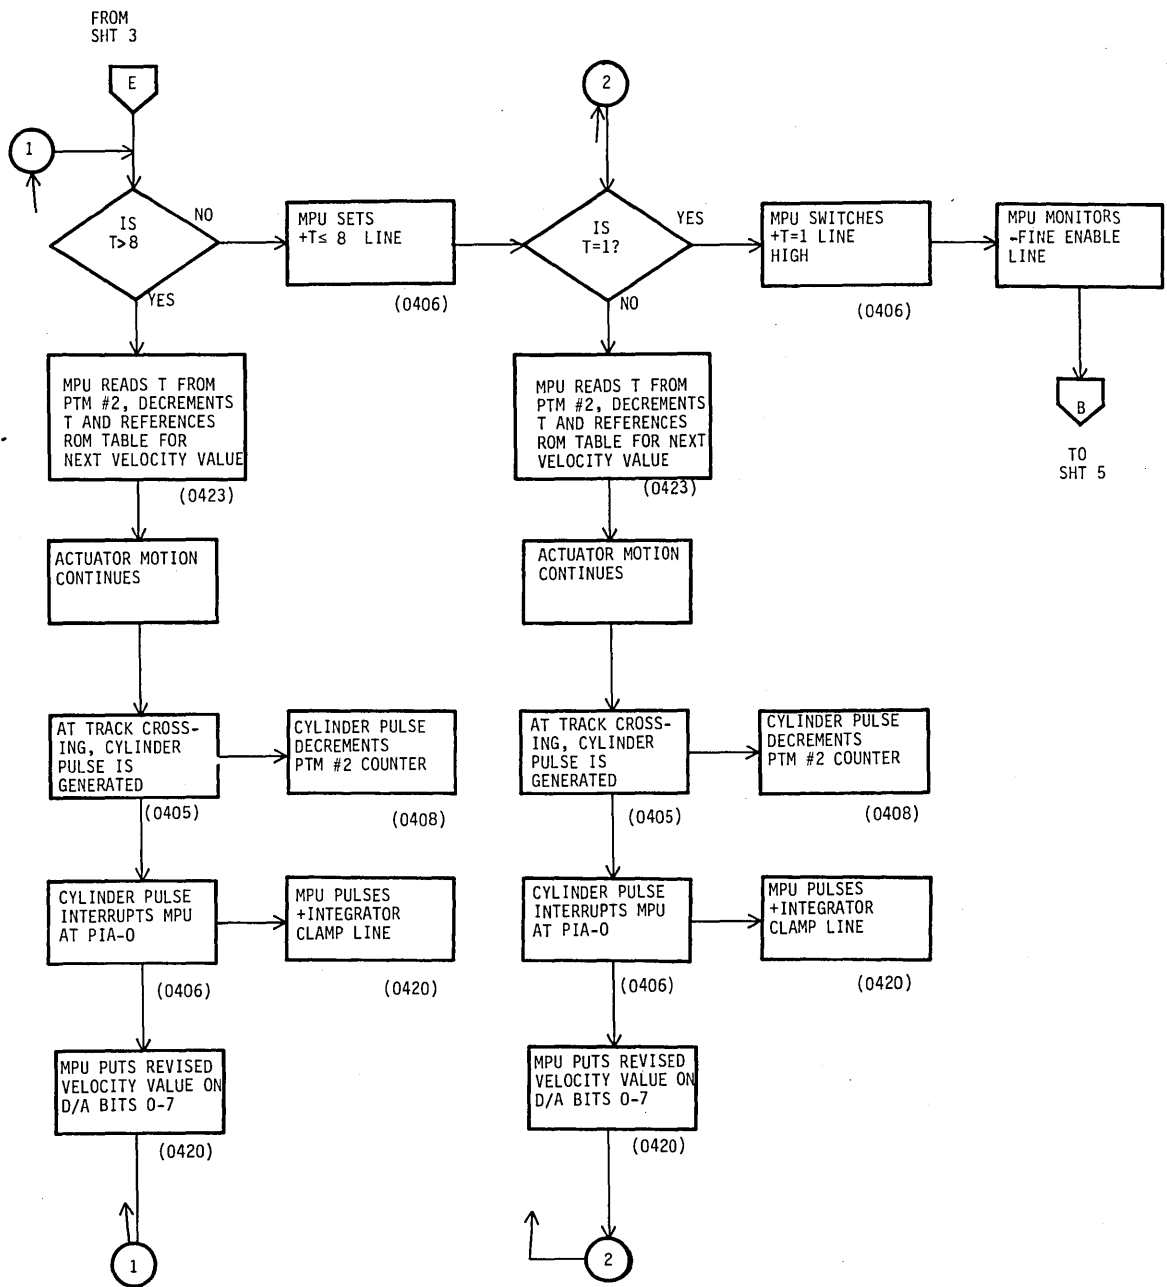 FROM
SHT 3
E
1
IS
T>8
NO
YES
MPU SETS
+T≤ 8 LINE
(0406)
2
IS
T=1?
YES
NO
MPU SWITCHES
+T=1 LINE
HIGH
(0406)
MPU MONITORS
-FINE ENABLE
LINE
B
TO
SHT 5
MPU READS T FROM
PTM #2, DECREMENTS
T AND REFERENCES
ROM TABLE FOR
NEXT VELOCITY VALUE
(0423)
ACTUATOR MOTION
CONTINUES
AT TRACK CROSS-
ING, CYLINDER
PULSE IS
GENERATED
(0405)
CYLINDER PULSE
DECREMENTS
PTM #2 COUNTER
(0408)
CYLINDER PULSE
INTERRUPTS MPU
AT PIA-0
(0406)
MPU PULSES
+INTEGRATOR
CLAMP LINE
(0420)
MPU PUTS REVISED
VELOCITY VALUE ON
D/A BITS 0-7
(0420)
1
MPU READS T FROM
PTM #2, DECREMENTS
T AND REFERENCES
ROM TABLE FOR NEXT
VELOCITY VALUE
(0423)
ACTUATOR MOTION
CONTINUES
AT TRACK CROSS-
ING, CYLINDER
PULSE IS
GENERATED
(0405)
CYLINDER PULSE
DECREMENTS
PTM #2 COUNTER
(0408)
CYLINDER PULSE
INTERRUPTS MPU
AT PIA-0
(0406)
MPU PULSES
+INTEGRATOR
CLAMP LINE
(0420)
MPU PUTS REVISED
VELOCITY VALUE ON
D/A BITS 0-7
(0420)
2